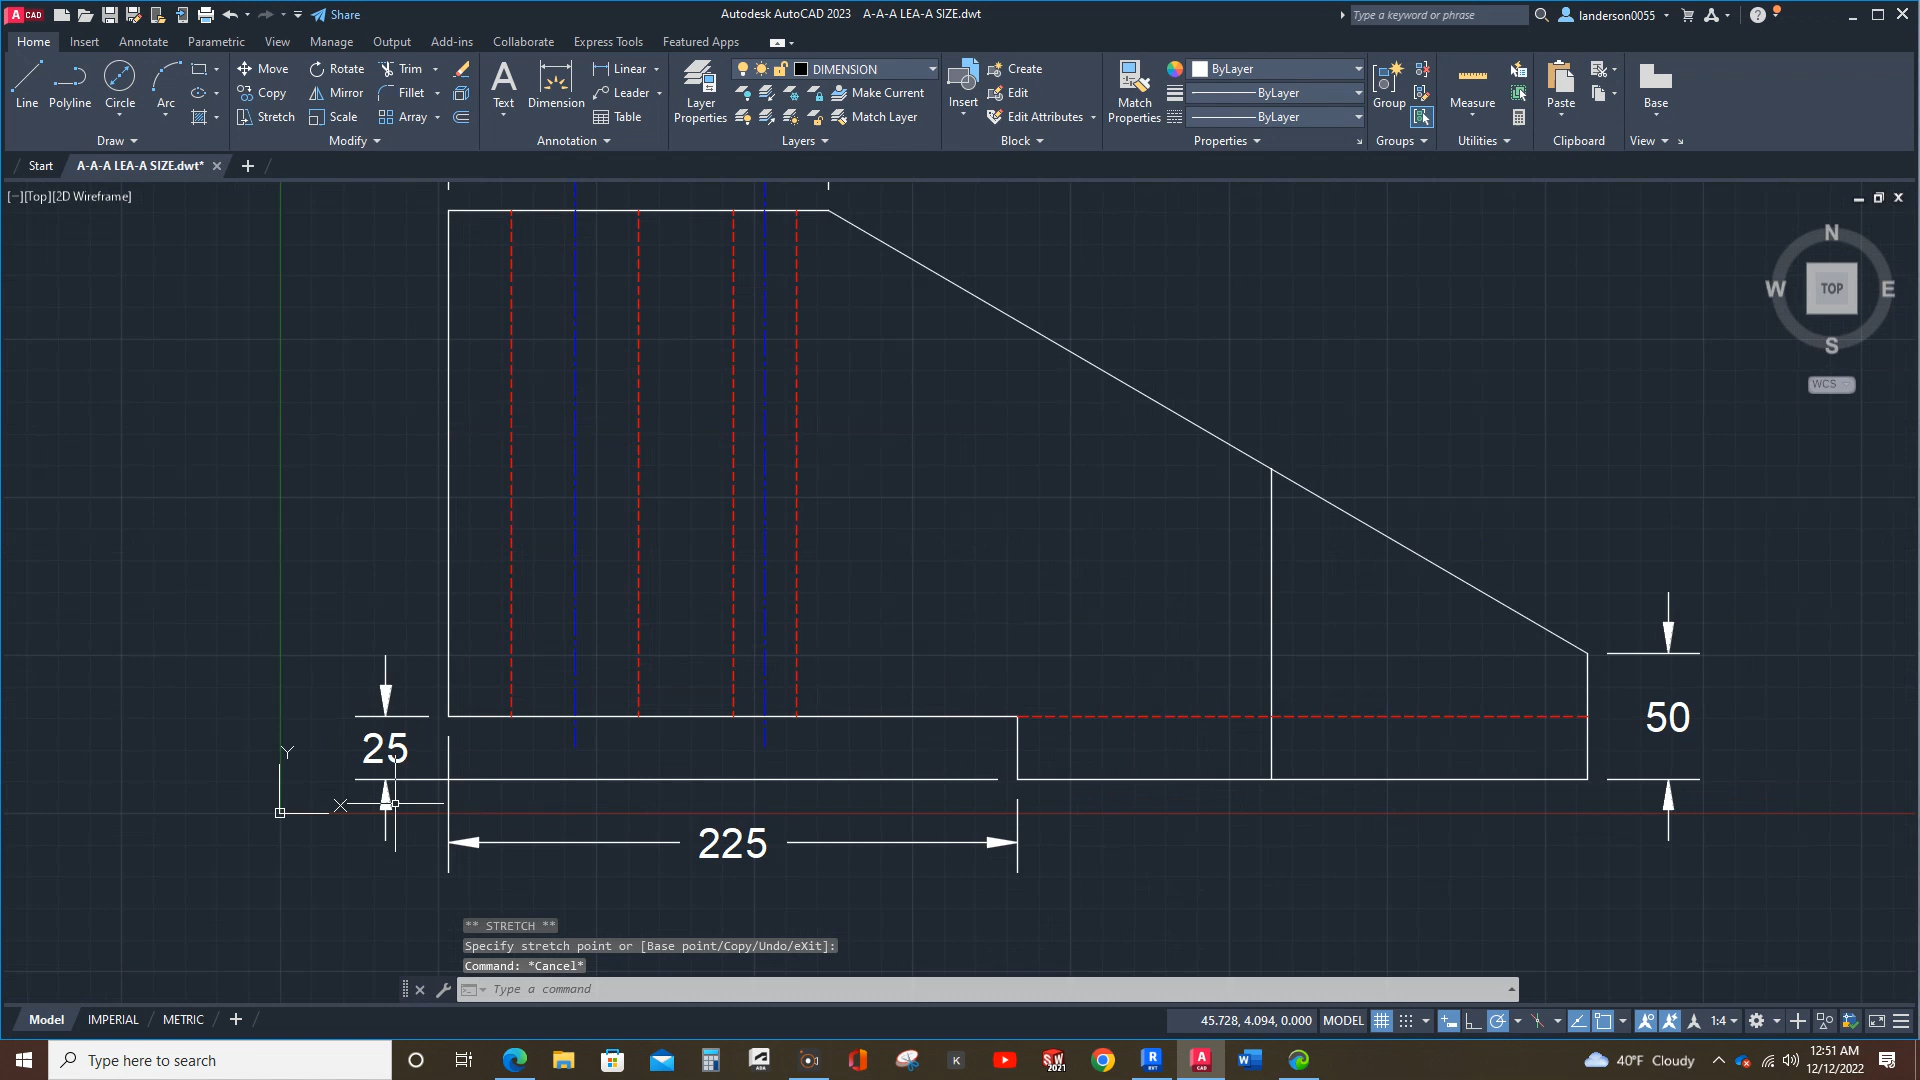 A CAD
Share
Autodesk AutoCAD 2023 A-A-A LEA-A SIZE.dwt
Type a keyword or phrase
landerson0055
Home Insert Annotate Parametric View Manage Output Add-ins Collaborate Express Tools Featured Apps
Line Polyline Circle Arc
Draw
Move Rotate Trim
Copy Mirror Fillet
Stretch Scale Array
Modify
Text Dimension
Linear
Leader
Table
Annotation
Layer Properties
DIMENSION
Make Current
Match Layer
Layers
Insert
Create
Edit
Edit Attributes
Block
Match Properties
ByLayer
ByLayer
ByLayer
Properties
Group
Groups
Measure
Utilities
Paste
Clipboard
Base
View
Start A-A-A LEA-A SIZE.dwt*
[−][Top][2D Wireframe]
N
W TOP E
S
WCS
25
50
225
Y
X
** STRETCH **
Specify stretch point or [Base point/Copy/Undo/eXit]:
Command: *Cancel*
Type a command
Model IMPERIAL METRIC
45.728, 4.094, 0.000 MODEL 1:4
Type here to search
40°F Cloudy
12:51 AM
12/12/2022